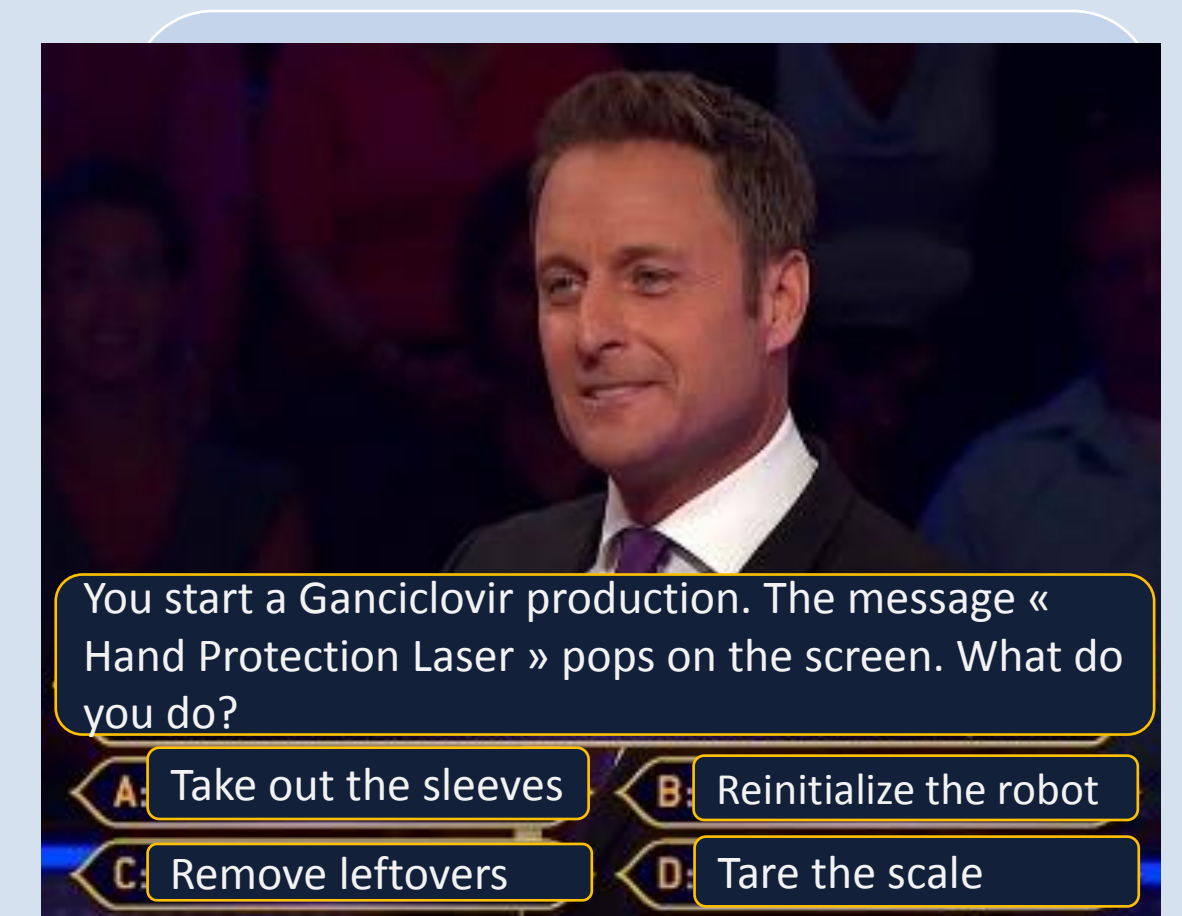 You start a Ganciclovir production. The message «
Hand Protection Laser » pops on the screen. What do
you do?
A: Take out the sleeves
B: Reinitialize the robot
C: Remove leftovers
D: Tare the scale